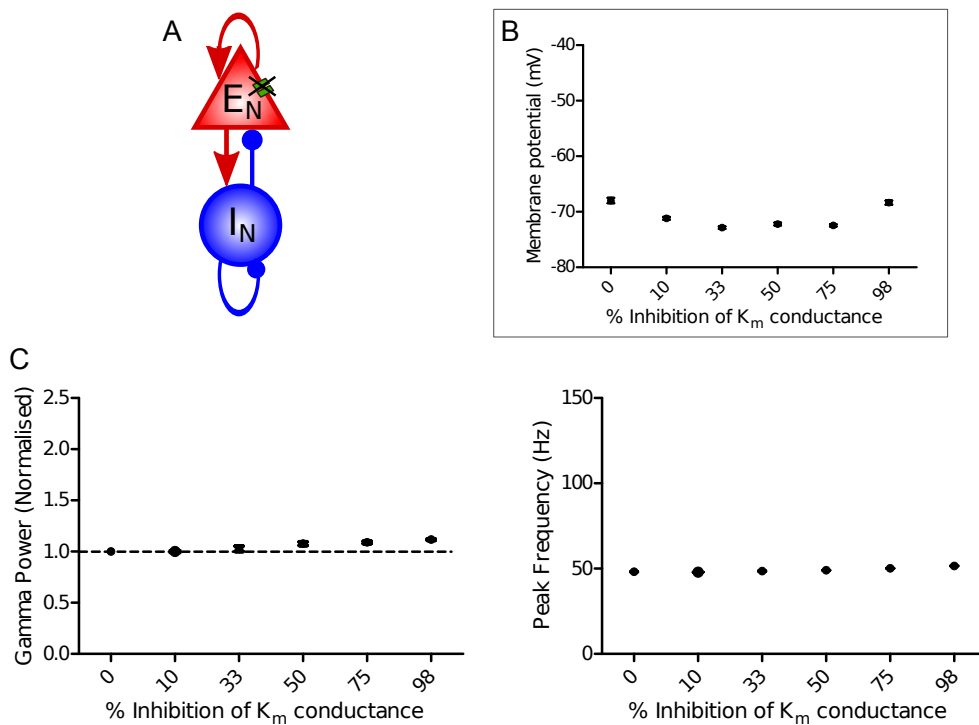 A
E_N
I_N
B
Membrane potential (mV)
-40
-50
-60
-70
-80
0 10 33 50 75 98
% Inhibition of K_m conductance
C
Gamma Power (Normalised)
2.5
2.0
1.5
1.0
0.5
0.0
0 10 33 50 75 98
% Inhibition of K_m conductance
Peak Frequency (Hz)
150
100
50
0
0 10 33 50 75 98
% Inhibition of K_m conductance